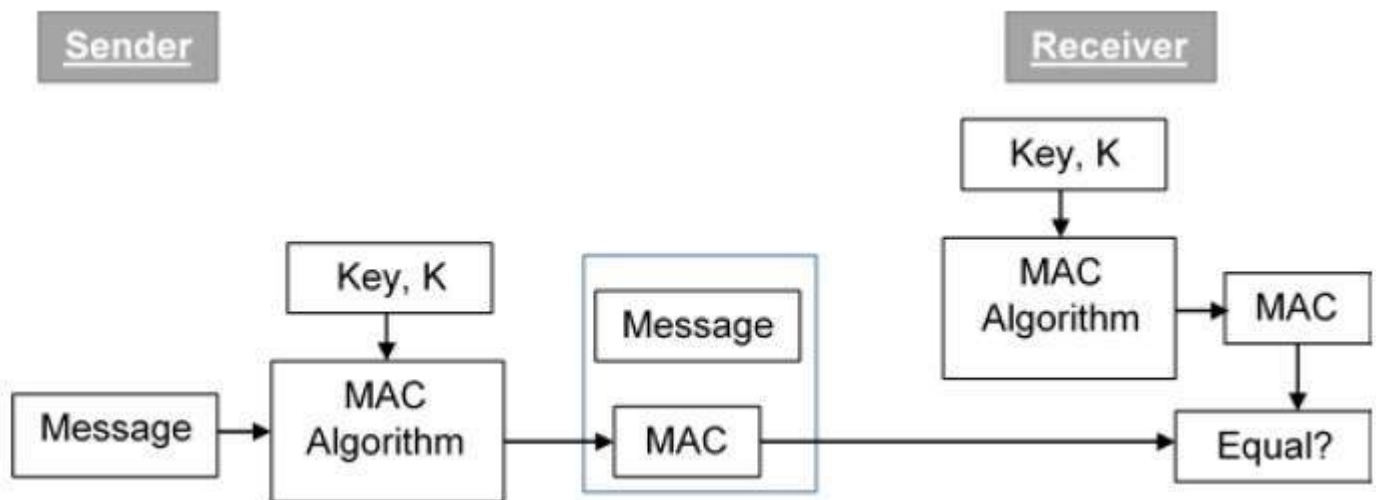 Sender
Receiver
Key, K
Key, K
MAC
Algorithm
MAC
Message
Message
MAC
Algorithm
MAC
Equal?